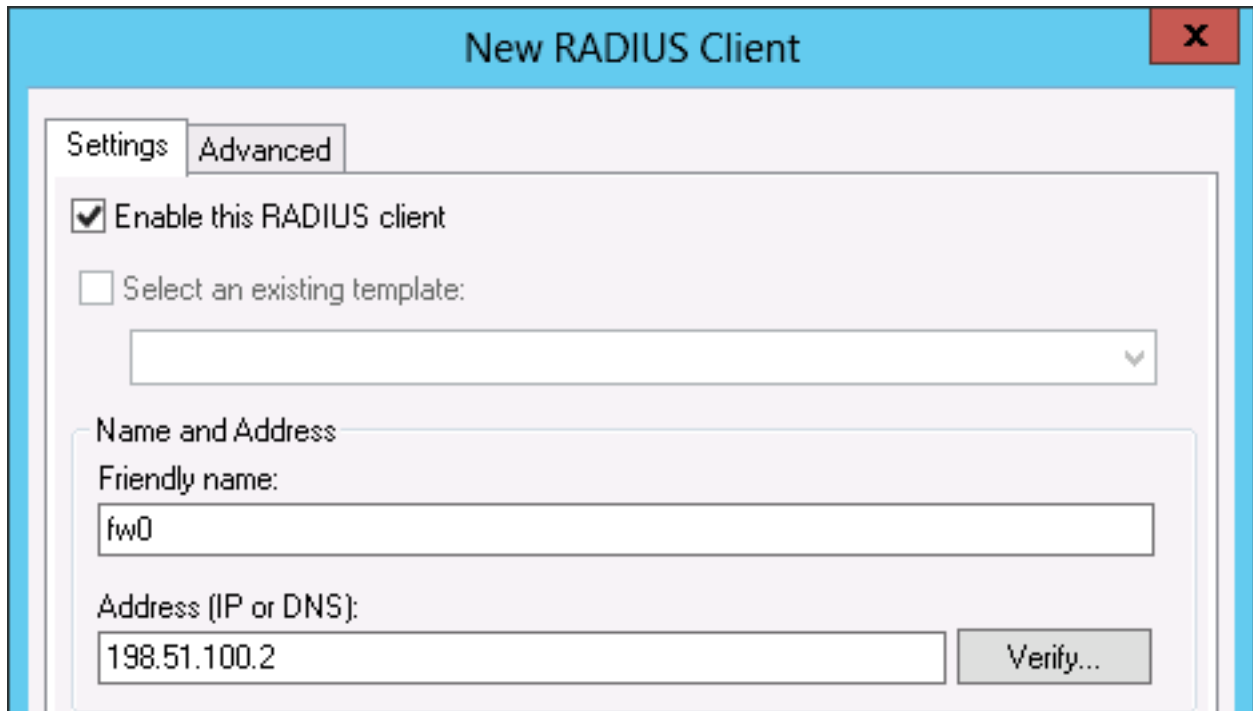 New RADIUS Client
x
Settings
Advanced
Enable this RADIUS client
Select an existing template:
Name and Address
Friendly name:
fw0
Address (IP or DNS):
198.51.100.2
Verify...